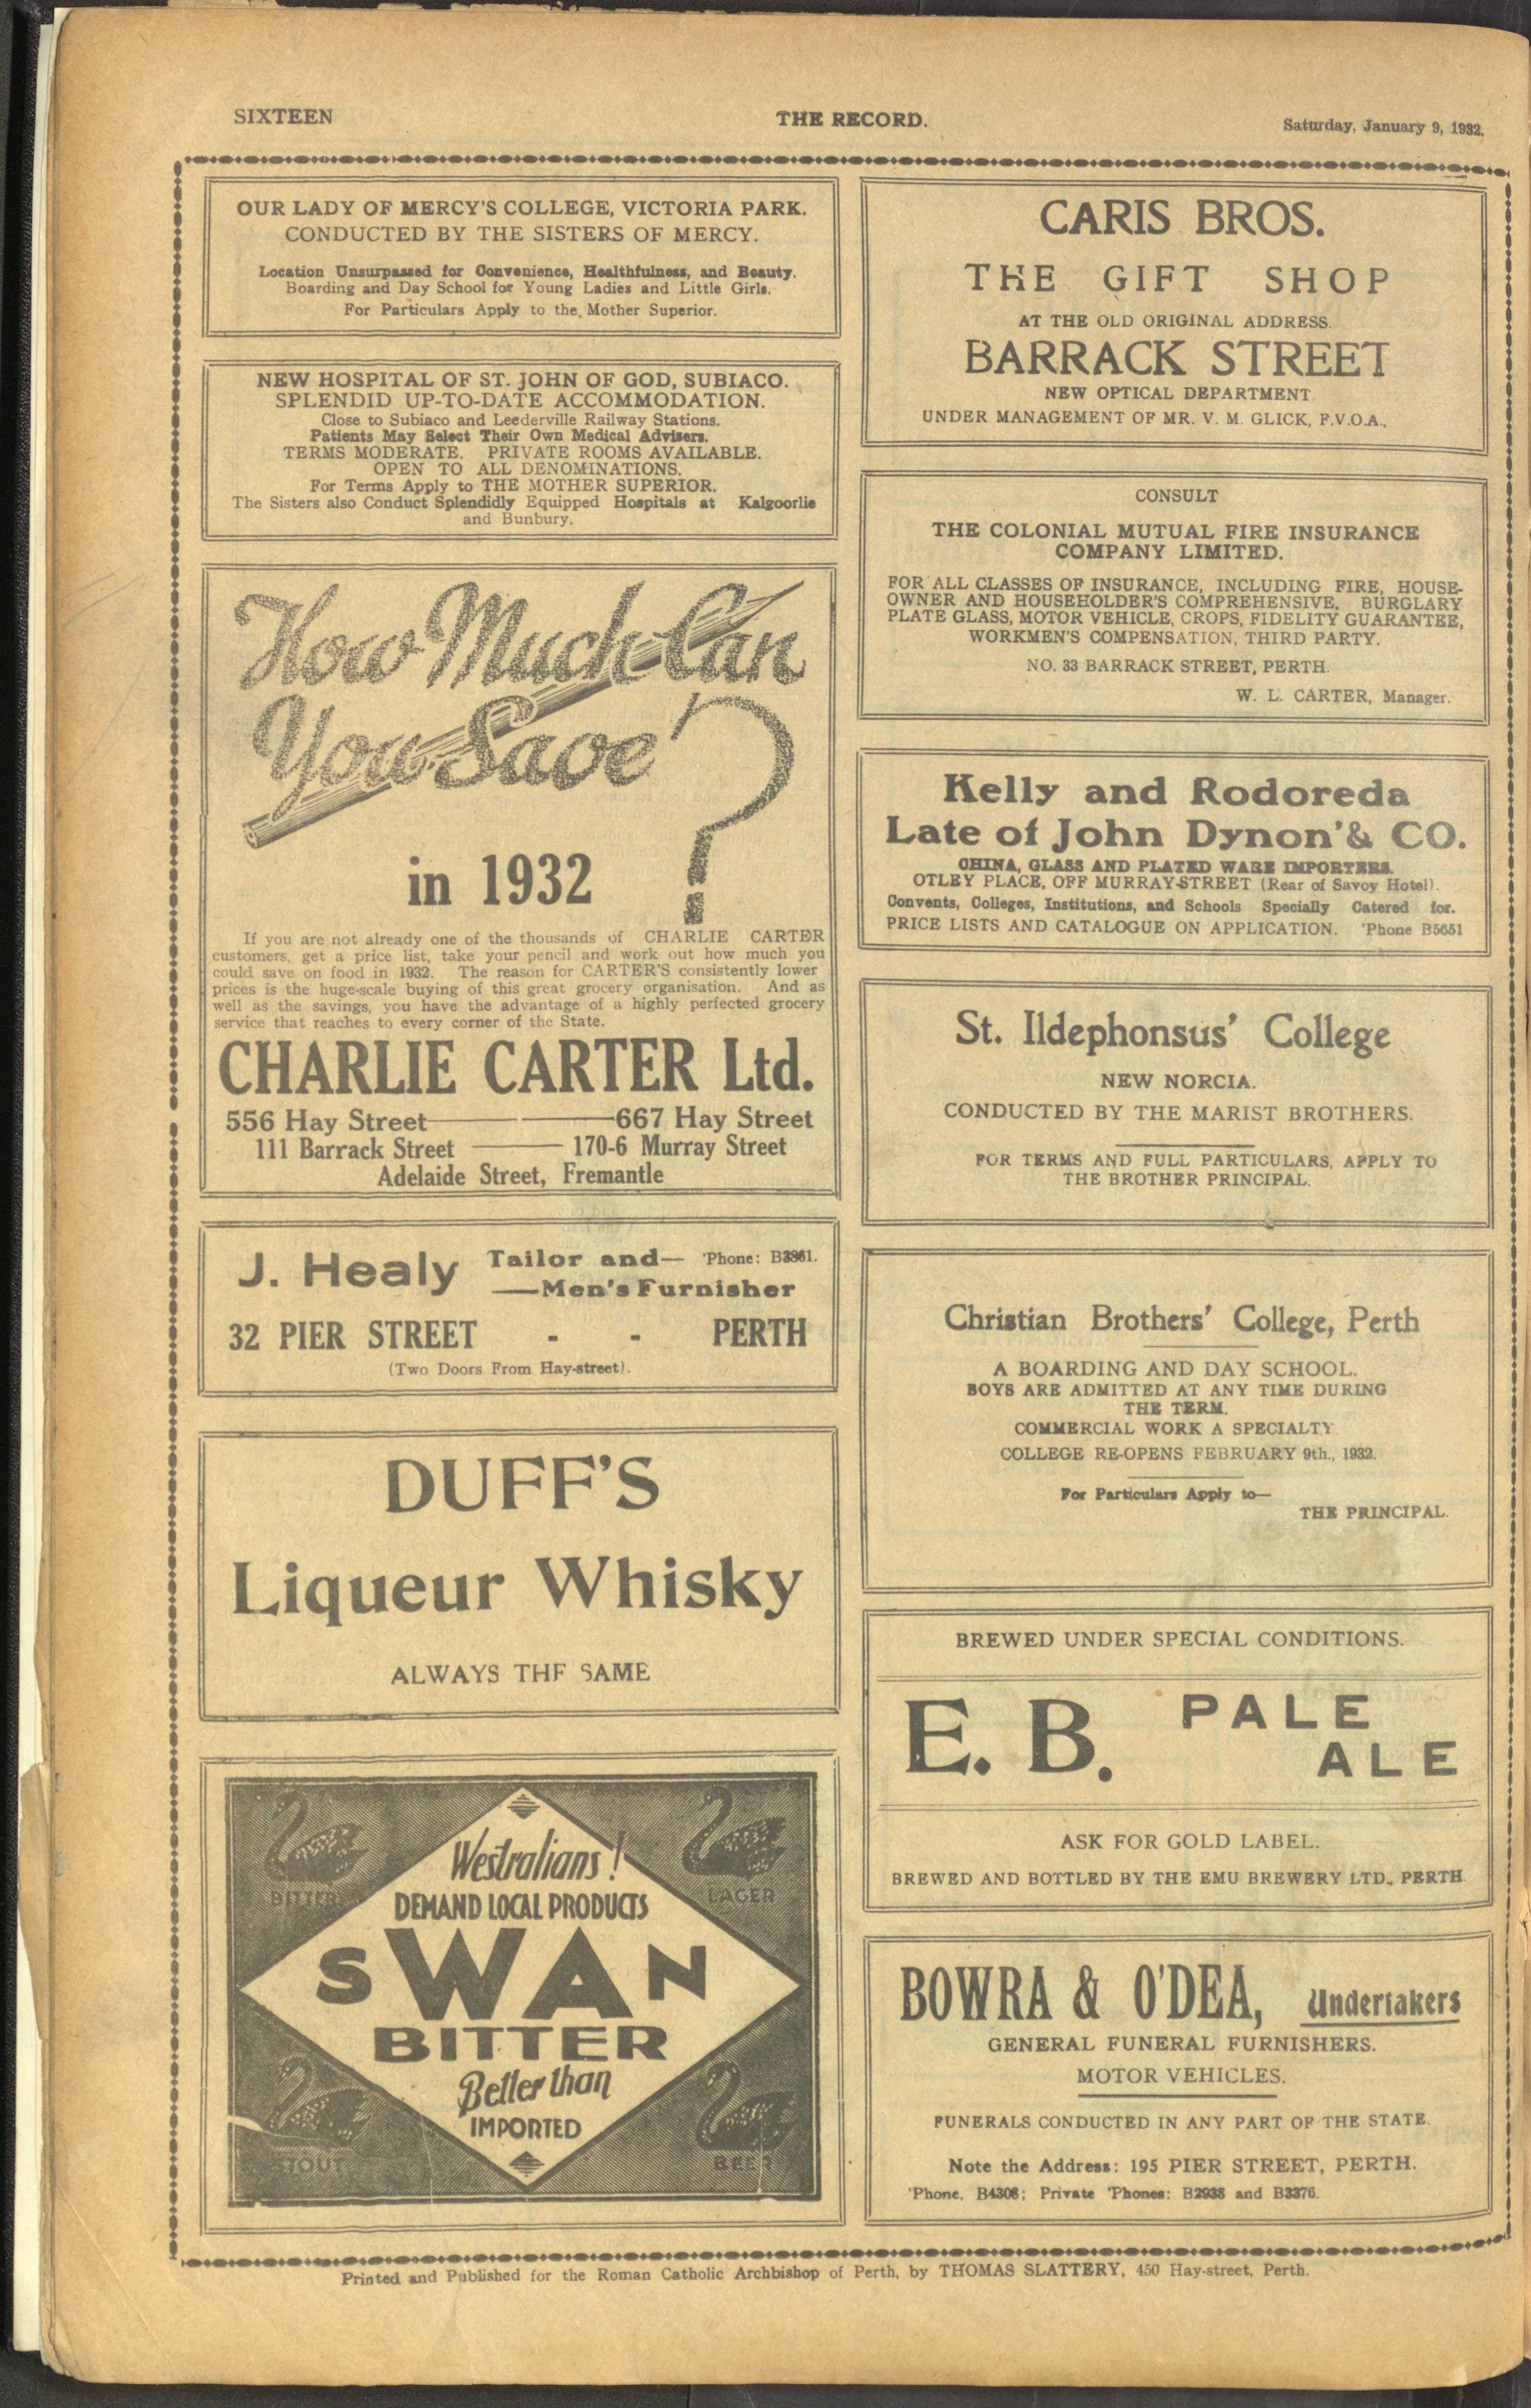 SIXTEEN
THE RECORD.
Saturday, January 9, 1932.
OUR LADY OF MERCY'S COLLEGE, VICTORIA PARK.
CONDUCTED BY THE SISTERS OF MERCY.
Location Unsurpassed for Convenience, Healthfulness, and Beauty.
Boarding and Day School for Young Ladies and Little Girls.
For Particulars Apply to the Mother Superior.
NEW HOSPITAL OF ST. JOHN OF GOD, SUBIACO.
SPLENDID UP-TO-DATE ACCOMMODATION.
Close to Subiaco and Leederville Railway Stations.
Patients May Select Their Own Medical Advisers.
TERMS MODERATE. PRIVATE ROOMS AVAILABLE.
OPEN TO ALL DENOMINATIONS.
For Terms Apply to THE MOTHER SUPERIOR.
The Sisters also Conduct Splendidly Equipped Hospitals at Kalgoorlie
and Bunbury.
How Much Can
You Save?
in 1932
If you are not already one of the thousands of CHARLIE CARTER
customers, get a price list, take your pencil and work out how much you
could save on food in 1932. The reason for CARTER'S consistently lower
prices is the huge-scale buying of this great grocery organisation. And as
well as the savings, you have the advantage of a highly perfected grocery
service that reaches to every corner of the State.
CHARLIE CARTER Ltd.
556 Hay Street — — 667 Hay Street
111 Barrack Street — 170-6 Murray Street
Adelaide Street, Fremantle
J. Healy
Tailor and— 'Phone:
—Men's Furnisher
32 PIER STREET - - PERTH
(Two Doors From Hay-street).
DUFF'S
Liqueur Whisky
ALWAYS THE SAME
BITTER
LAGER
Westralians!
DEMAND LOCAL PRODUCTS
SWAN
BITTER
Better than
IMPORTED
STOUT
BEER
CARIS BROS.
THE GIFT SHOP
AT THE OLD ORIGINAL ADDRESS.
BARRACK STREET
NEW OPTICAL DEPARTMENT
UNDER MANAGEMENT OF MR. V. M. GLICK, F.V.O.A.,
CONSULT
THE COLONIAL MUTUAL FIRE INSURANCE
COMPANY LIMITED.
FOR ALL CLASSES OF INSURANCE, INCLUDING FIRE, HOUSE-
OWNER AND HOUSEHOLDER'S COMPREHENSIVE, BURGLARY
PLATE GLASS, MOTOR VEHICLE, CROPS, FIDELITY GUARANTEE,
WORKMEN'S COMPENSATION, THIRD PARTY.
NO. 33 BARRACK STREET, PERTH.
W. L. CARTER, Manager.
Kelly and Rodoreda
Late of John Dynon'& CO.
CHINA, GLASS AND PLATED WARE IMPORTERS.
OTLEY PLACE, OFF MURRAY-STREET (Rear of Savoy Hotel).
Convents, Colleges, Institutions, and Schools Specially Catered for.
PRICE LISTS AND CATALOGUE ON APPLICATION. 'Phone B5651
St. Ildephonsus' College
NEW NORCIA.
CONDUCTED BY THE MARIST BROTHERS.
FOR TERMS AND FULL PARTICULARS, APPLY TO
THE BROTHER PRINCIPAL.
Christian Brothers' College, Perth
A BOARDING AND DAY SCHOOL.
BOYS ARE ADMITTED AT ANY TIME DURING
THE TERM.
COMMERCIAL WORK A SPECIALTY
COLLEGE RE-OPENS FEBRUARY 9th., 1932.
For Particulars Apply to—
THE PRINCIPAL.
BREWED UNDER SPECIAL CONDITIONS.
E. B. PALE
ALE
ASK FOR GOLD LABEL.
BREWED AND BOTTLED BY THE EMU BREWERY LTD., PERTH.
BOWRA & O'DEA, Undertakers
GENERAL FUNERAL FURNISHERS.
MOTOR VEHICLES.
FUNERALS CONDUCTED IN ANY PART OF THE STATE.
Note the Address: 195 PIER STREET, PERTH.
'Phone, B4308; Private 'Phones: B2938 and B3376.
Printed and Published for the Roman Catholic Archbishop of Perth, by THOMAS SLATTERY, 450 Hay-street, Perth.